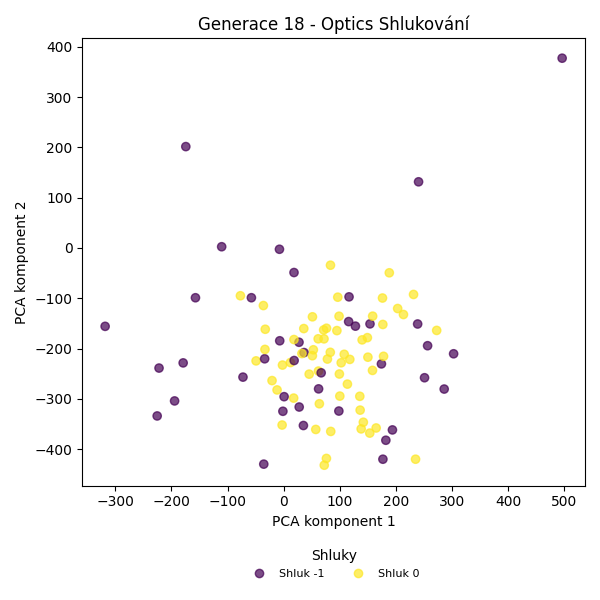 Generace 18 - Optics Shlukování
PCA komponent 2
400
300
200
100
0
−100
−200
−300
−400
−300 −200 −100 0 100 200 300 400 500
PCA komponent 1
Shluky
Shluk -1 Shluk 0